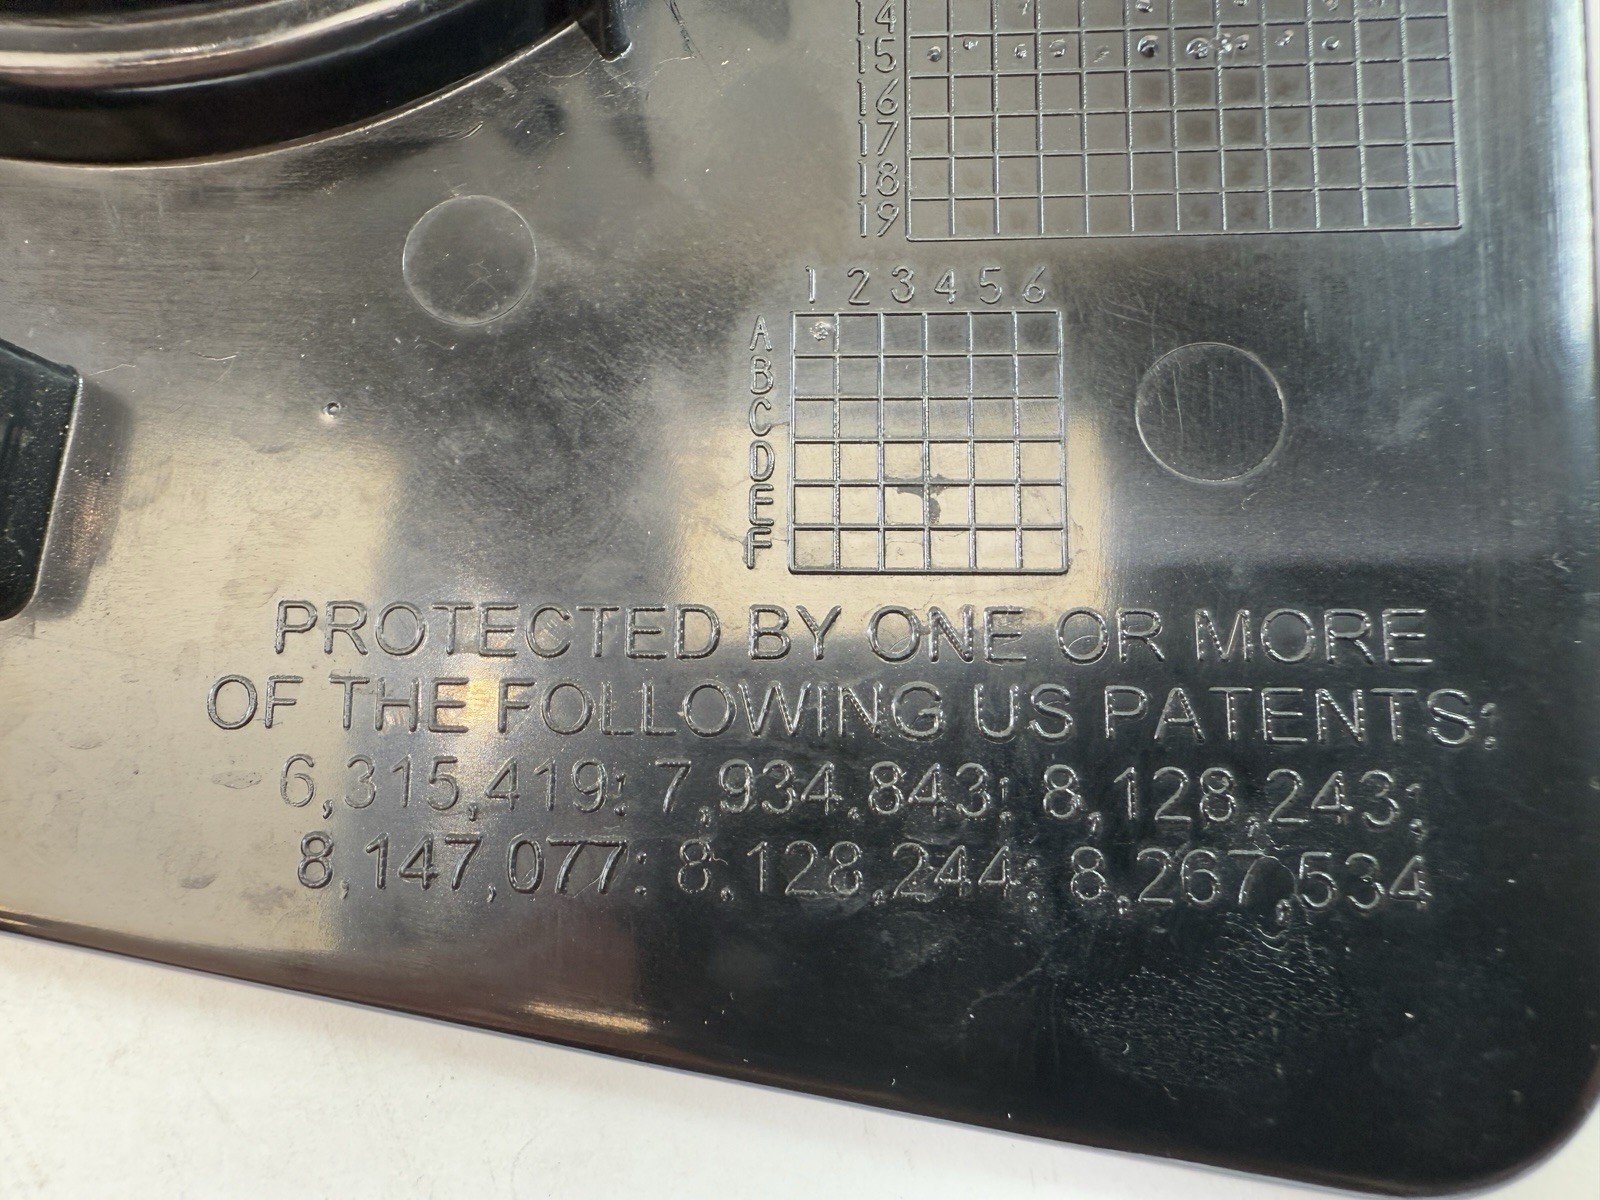 14
15
16
17
18
19
1 2 3 4 5 6
A
B
C
D
E
F
PROTECTED BY ONE OR MORE
OF THE FOLLOWING US PATENTS:
6,315,419; 7,934,843; 8,128,243;
8,147,077; 8,128,244; 8,267,534